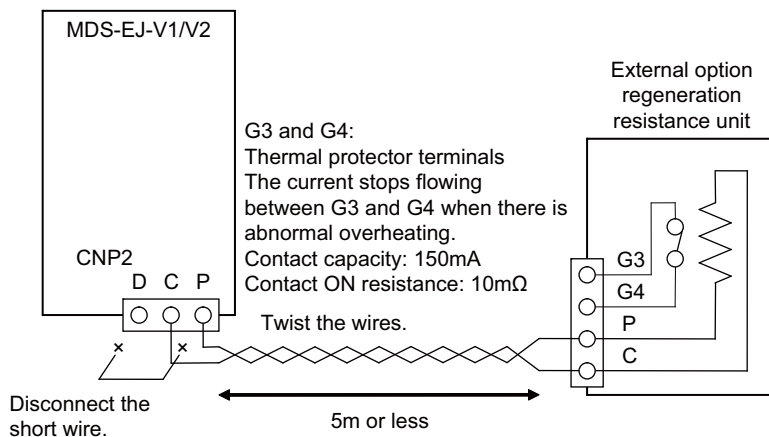 MDS-EJ-V1/V2
External option
regeneration
resistance unit
G3 and G4:
Thermal protector terminals
The current stops flowing
between G3 and G4 when there is
abnormal overheating.
Contact capacity: 150mA
Contact ON resistance: 10mΩ
CNP2
D C P
G3
G4
P
C
Twist the wires.
Disconnect the
short wire.
5m or less